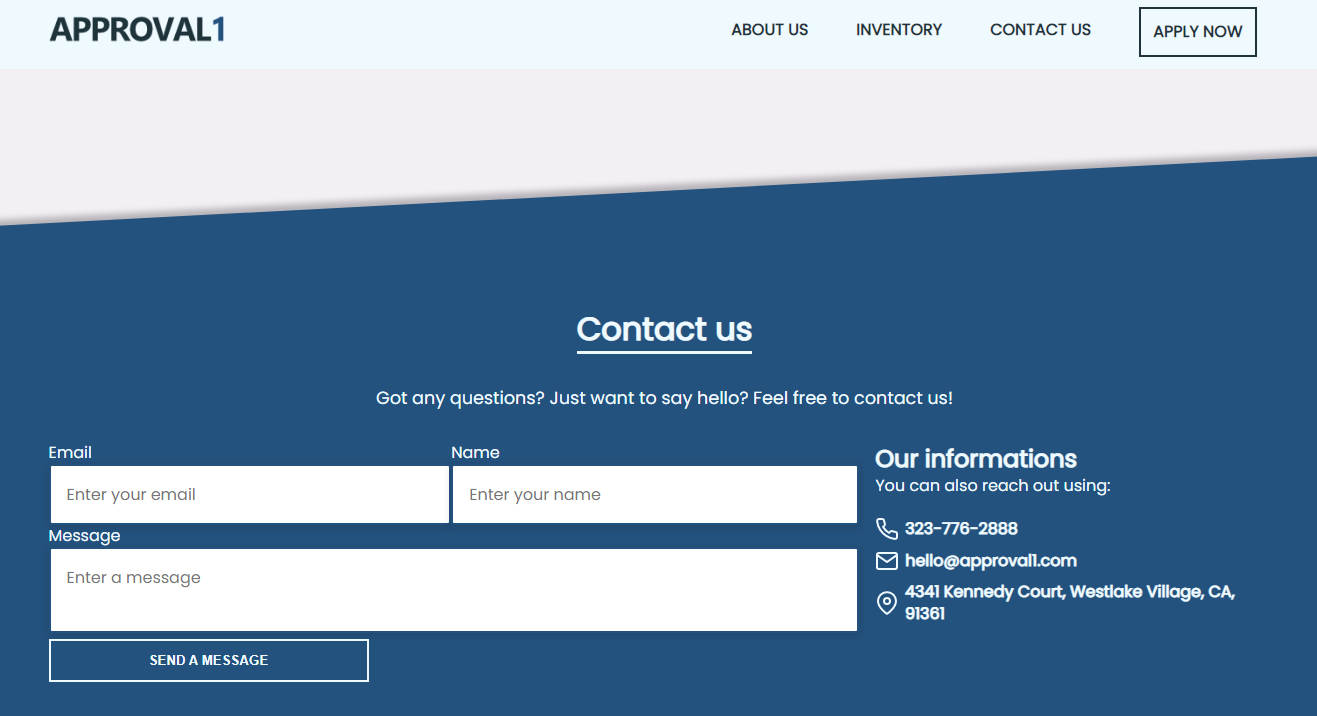 APPROVAL1
ABOUT US
INVENTORY
CONTACT US
APPLY NOW
Contact us
Got any questions? Just want to say hello? Feel free to contact us!
Email
Name
Enter your email
Enter your name
Message
Enter a message
SEND A MESSAGE
Our informations
You can also reach out using:
323-776-2888
hello@approval1.com
4341 Kennedy Court, Westlake Village, CA,
91361